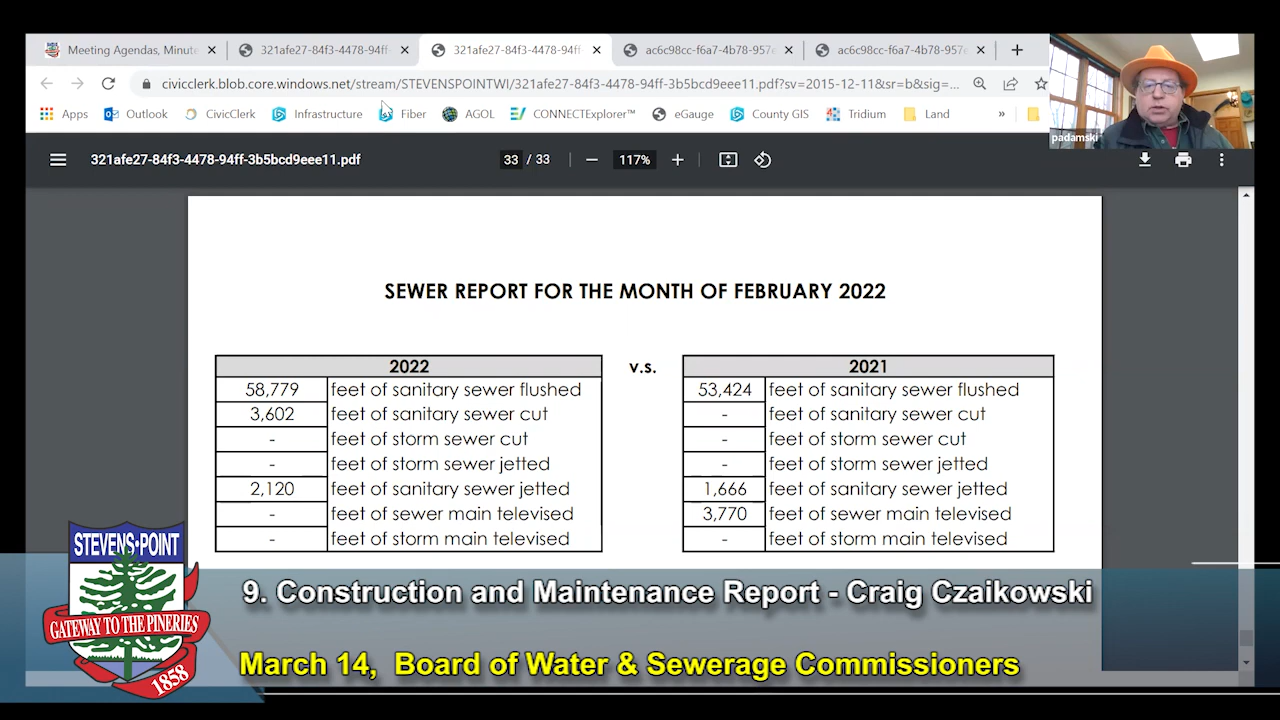 Meeting Agendas, Minute
321afe27-84f3-4478-94ff
321afe27-84f3-4478-94ff
ac6c98cc-f6a7-4b78-957e
ac6c98cc-f6a7-4b78-957e
civicclerk.blob.core.windows.net/stream/STEVENSPOINTWI/321afe27-84f3-4478-94ff-3b5bcd9eee11.pdf?sv=2015-12-11&sr=b&sig=...
Apps Outlook CivicClerk Infrastructure Fiber AGOL CONNECTExplorer™ eGauge County GIS Tridium Land »
padamski
321afe27-84f3-4478-94ff-3b5bcd9eee11.pdf 33 / 33 117%
SEWER REPORT FOR THE MONTH OF FEBRUARY 2022
2022 v.s. 2021
58,779 feet of sanitary sewer flushed 53,424 feet of sanitary sewer flushed
3,602 feet of sanitary sewer cut - feet of sanitary sewer cut
- feet of storm sewer cut - feet of storm sewer cut
- feet of storm sewer jetted - feet of storm sewer jetted
2,120 feet of sanitary sewer jetted 1,666 feet of sanitary sewer jetted
- feet of sewer main televised 3,770 feet of sewer main televised
- feet of storm main televised - feet of storm main televised
STEVENS•POINT
GATEWAY TO THE PINERIES
1858
9. Construction and Maintenance Report - Craig Czaikowski
March 14, Board of Water & Sewerage Commissioners